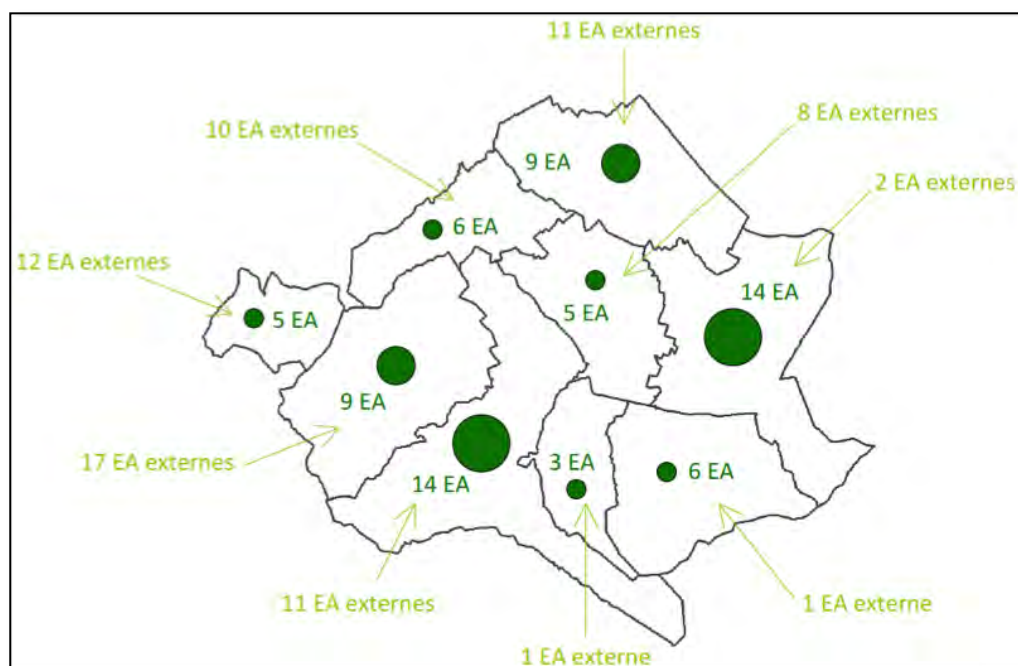 11 EA externes
8 EA externes
10 EA externes
9 EA
2 EA externes
6 EA
12 EA externes
14 EA
5 EA
5 EA
9 EA
17 EA externes
3 EA
6 EA
14 EA
11 EA externes
1 EA externe
1 EA externe